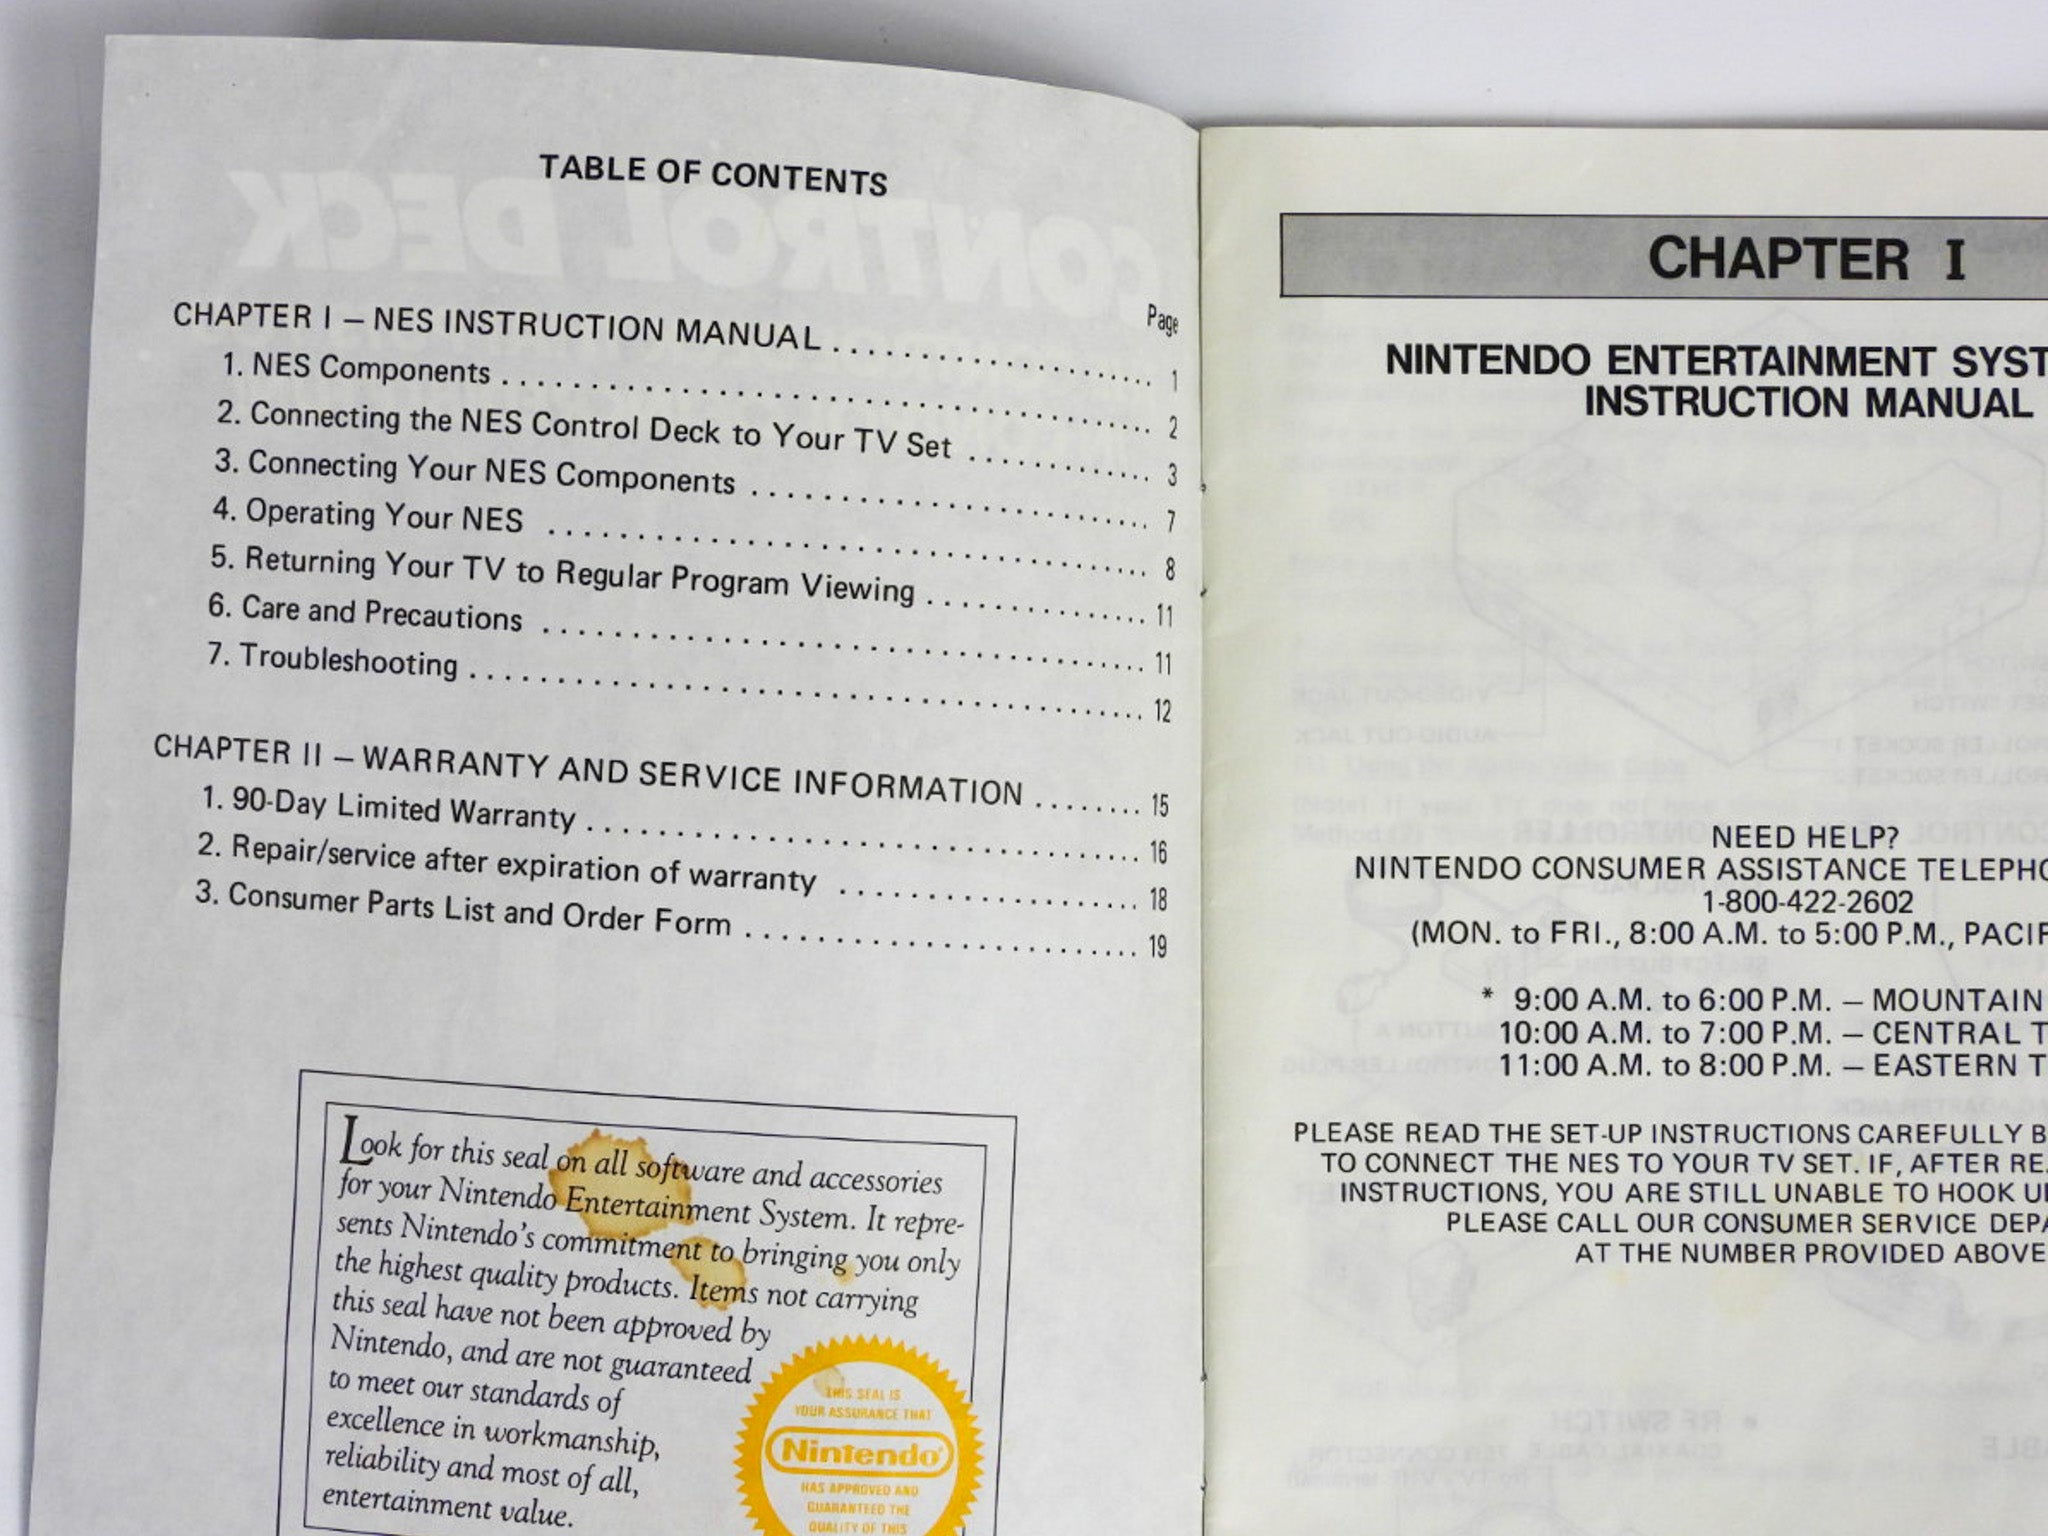 TABLE OF CONTENTS
Page
CHAPTER I – NES INSTRUCTION MANUAL . . . . . . . . . . . . . . . . . . . . 1
1. NES Components . . . . . . . . . . . . . . . . . . . . . . . . . . . . . . . . . . . . 2
2. Connecting the NES Control Deck to Your TV Set . . . . . . . . . . . . 3
3. Connecting Your NES Components . . . . . . . . . . . . . . . . . . . . . . . . 7
4. Operating Your NES . . . . . . . . . . . . . . . . . . . . . . . . . . . . . . . . . . . 8
5. Returning Your TV to Regular Program Viewing . . . . . . . . . . . . . 11
6. Care and Precautions . . . . . . . . . . . . . . . . . . . . . . . . . . . . . . . . . . 11
7. Troubleshooting . . . . . . . . . . . . . . . . . . . . . . . . . . . . . . . . . . . . . . 12
CHAPTER II – WARRANTY AND SERVICE INFORMATION . . . . . . . . 15
1. 90-Day Limited Warranty . . . . . . . . . . . . . . . . . . . . . . . . . . . . . . . 16
2. Repair/service after expiration of warranty . . . . . . . . . . . . . . . . . 18
3. Consumer Parts List and Order Form . . . . . . . . . . . . . . . . . . . . . . 19
Look for this seal on all software and accessories
for your Nintendo Entertainment System. It repre-
sents Nintendo's commitment to bringing you only
the highest quality products. Items not carrying
this seal have not been approved by
Nintendo, and are not guaranteed
to meet our standards of
excellence in workmanship,
reliability and most of all,
entertainment value.
THIS SEAL IS
YOUR ASSURANCE THAT
Nintendo®
HAS APPROVED AND
GUARANTEED THE
QUALITY OF THIS
CHAPTER I
NINTENDO ENTERTAINMENT SYST
INSTRUCTION MANUAL
NEED HELP?
NINTENDO CONSUMER ASSISTANCE TELEPHO
1-800-422-2602
(MON. to FRI., 8:00 A.M. to 5:00 P.M., PACIF
* 9:00 A.M. to 6:00 P.M. – MOUNTAIN
10:00 A.M. to 7:00 P.M. – CENTRAL T
11:00 A.M. to 8:00 P.M. – EASTERN T
PLEASE READ THE SET-UP INSTRUCTIONS CAREFULLY B
TO CONNECT THE NES TO YOUR TV SET. IF, AFTER RE
INSTRUCTIONS, YOU ARE STILL UNABLE TO HOOK U
PLEASE CALL OUR CONSUMER SERVICE DEPA
AT THE NUMBER PROVIDED ABOVE